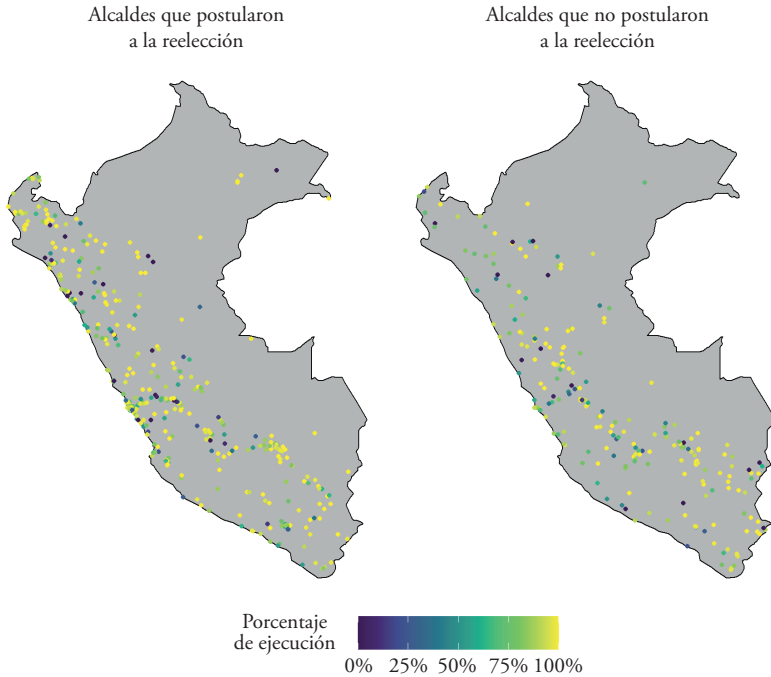 Alcaldes que postularon
a la reelección
Alcaldes que no postularon
a la reelección
Porcentaje
de ejecución
0% 25% 50% 75% 100%